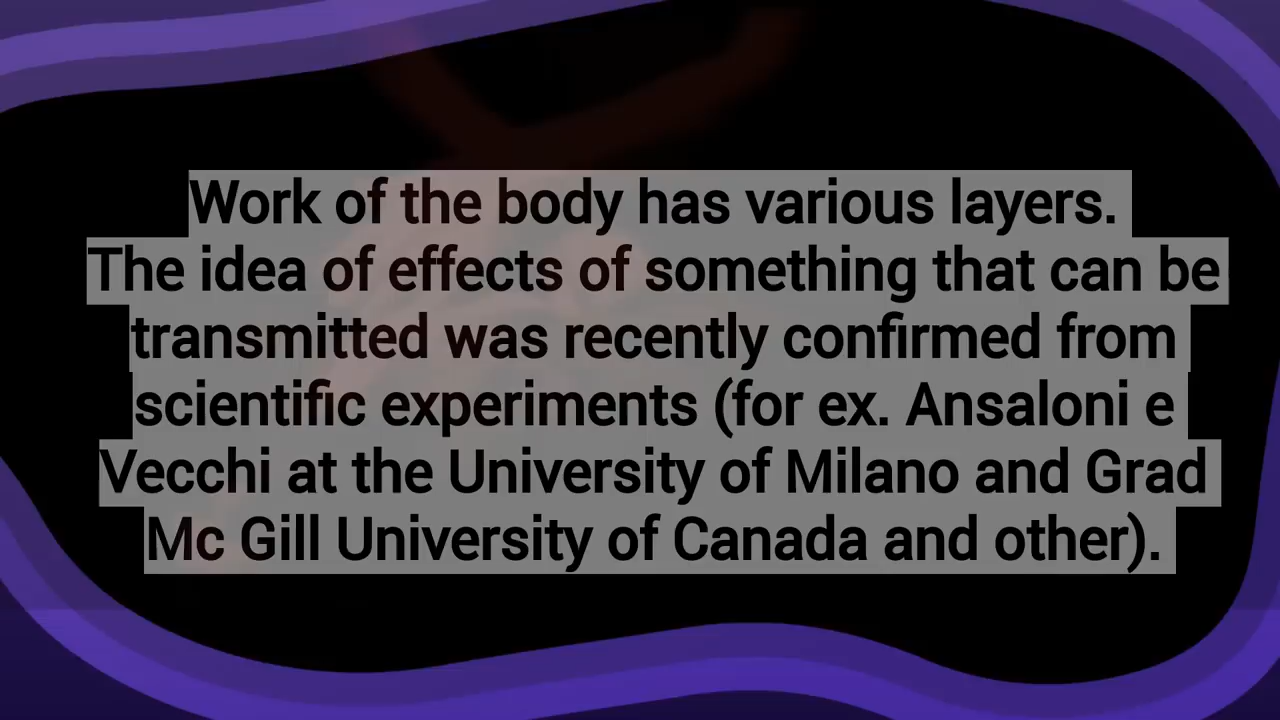 Work of the body has various layers.
The idea of effects of something that can be
transmitted was recently confirmed from
scientific experiments (for ex. Ansaloni e
Vecchi at the University of Milano and Grad
Mc Gill University of Canada and other).